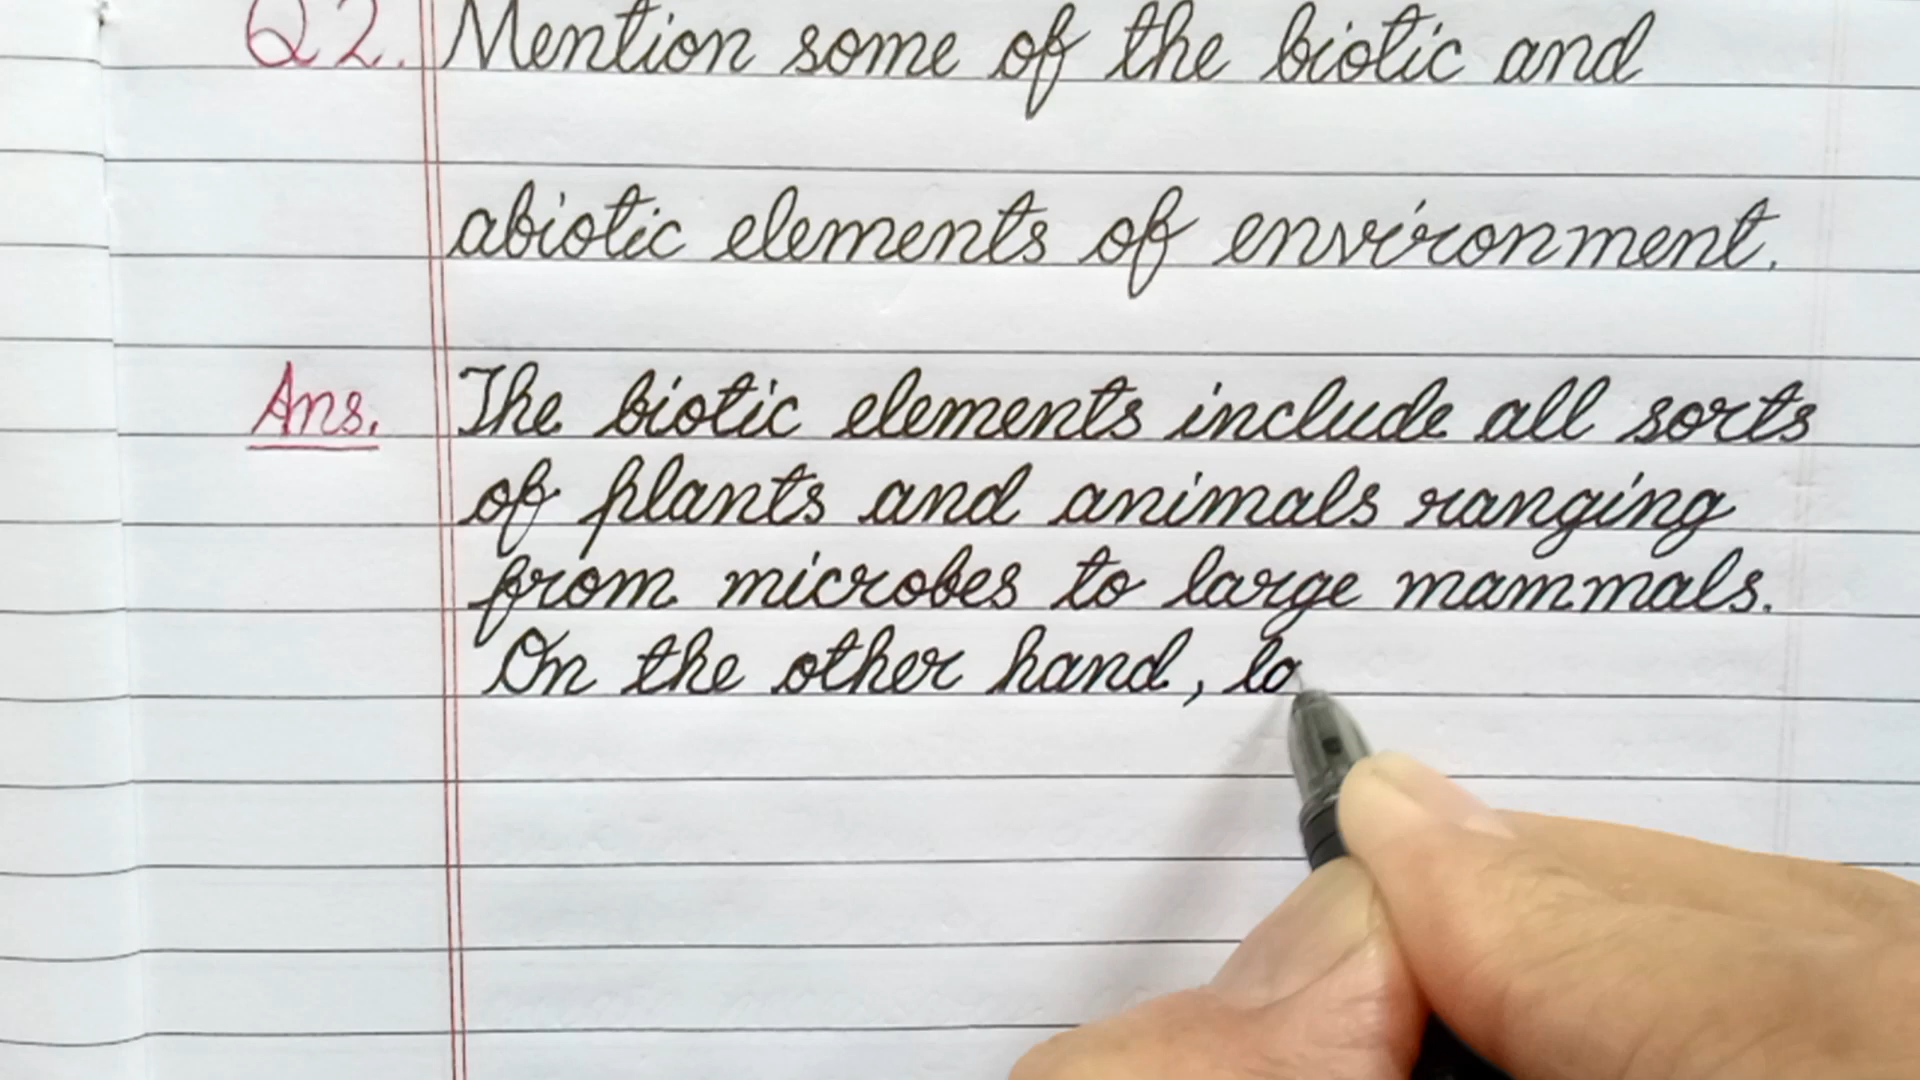 Q2. Mention some of the biotic and
abiotic elements of environment.
Ans. The biotic elements include all sorts
of plants and animals ranging
from microbes to large mammals.
On the other hand, la